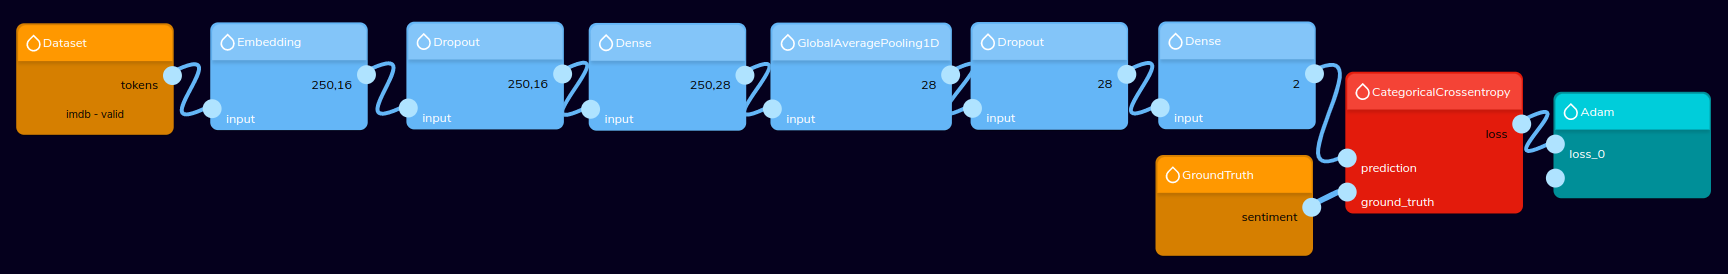 Dataset
tokens
imdb - valid
Embedding
250,16
input
Dropout
250,16
input
Dense
250,28
input
GlobalAveragePooling1D
28
input
Dropout
28
input
Dense
2
input
GroundTruth
sentiment
CategoricalCrossentropy
loss
prediction
ground_truth
Adam
loss_0